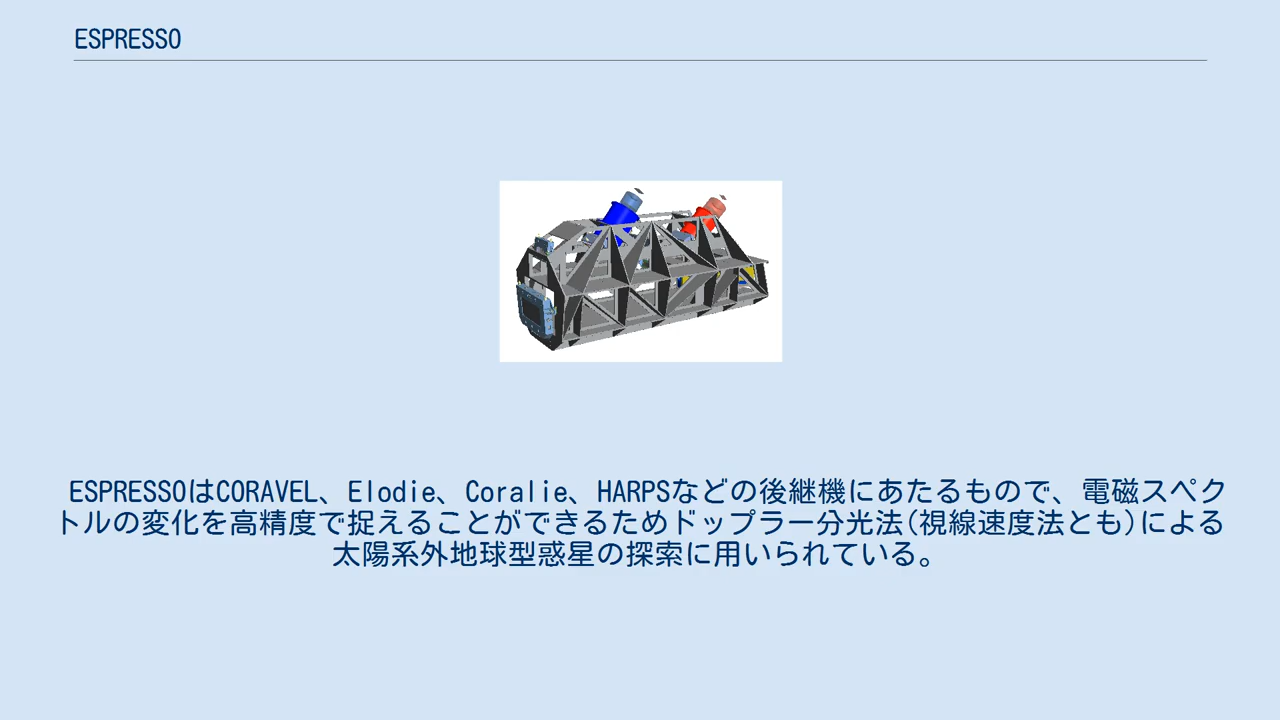 ESPRESSO
ESPRESSOはCORAVEL、Elodie、Coralie、HARPSなどの後継機にあたるもので、電磁スペク
トルの変化を高精度で捉えることができるためドップラー分光法(視線速度法とも)による
太陽系外地球型惑星の探索に用いられている。